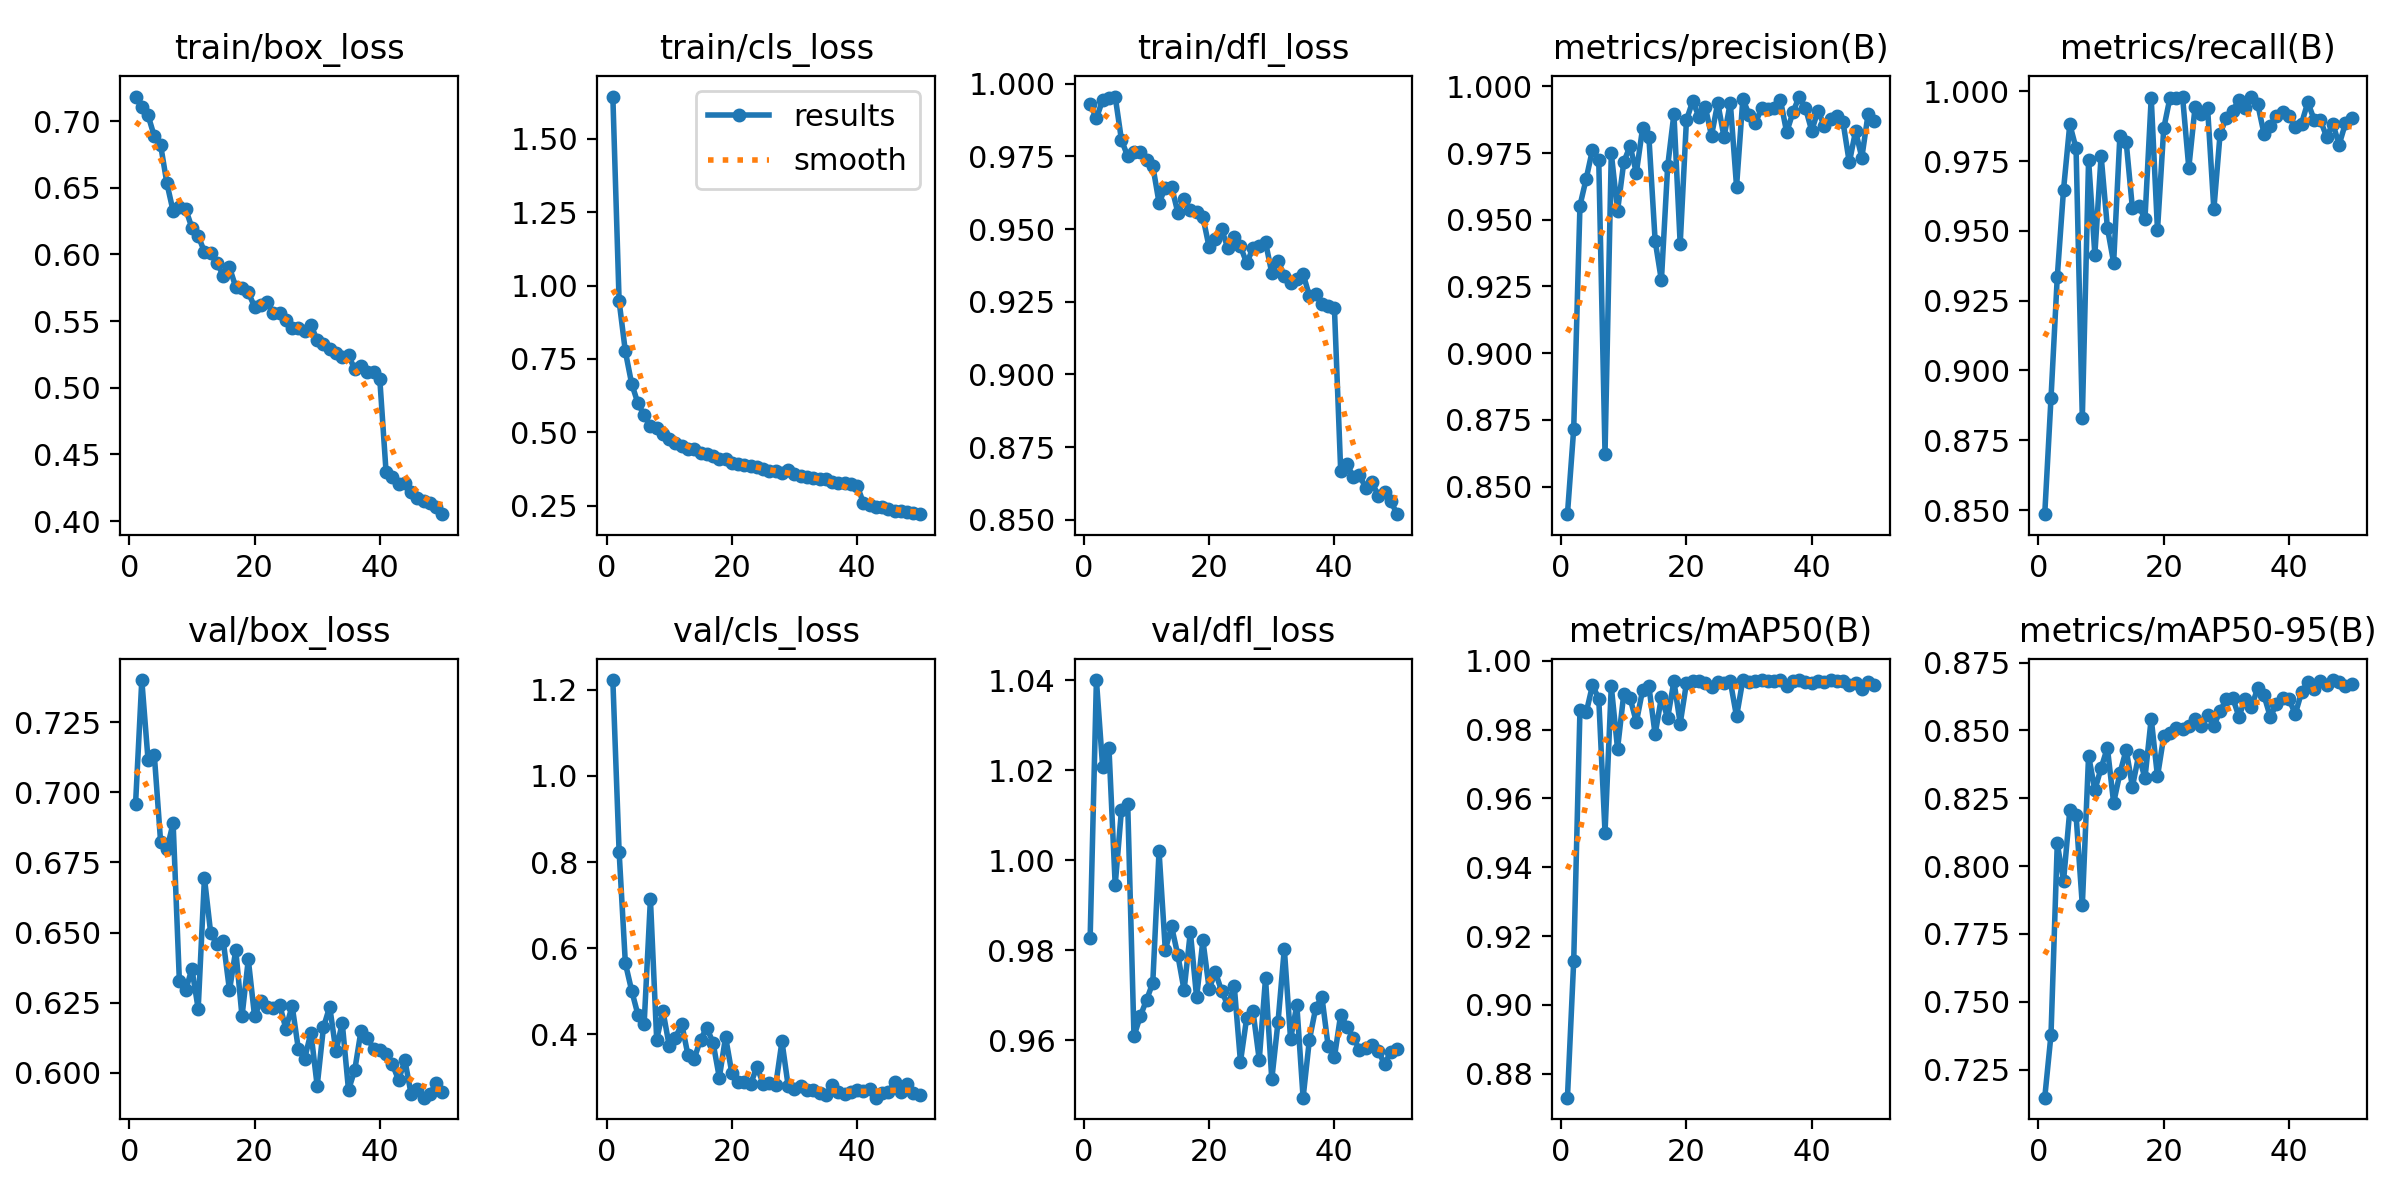 train/box_loss
0.70
0.65
0.60
0.55
0.50
0.45
0.40
0 20 40
train/cls_loss
results
smooth
1.50
1.25
1.00
0.75
0.50
0.25
0 20 40
train/dfl_loss
1.000
0.975
0.950
0.925
0.900
0.875
0.850
0 20 40
metrics/precision(B)
1.000
0.975
0.950
0.925
0.900
0.875
0.850
0 20 40
metrics/recall(B)
1.000
0.975
0.950
0.925
0.900
0.875
0.850
0 20 40
val/box_loss
0.725
0.700
0.675
0.650
0.625
0.600
0 20 40
val/cls_loss
1.2
1.0
0.8
0.6
0.4
0 20 40
val/dfl_loss
1.04
1.02
1.00
0.98
0.96
0 20 40
metrics/mAP50(B)
1.00
0.98
0.96
0.94
0.92
0.90
0.88
0 20 40
metrics/mAP50-95(B)
0.875
0.850
0.825
0.800
0.775
0.750
0.725
0 20 40